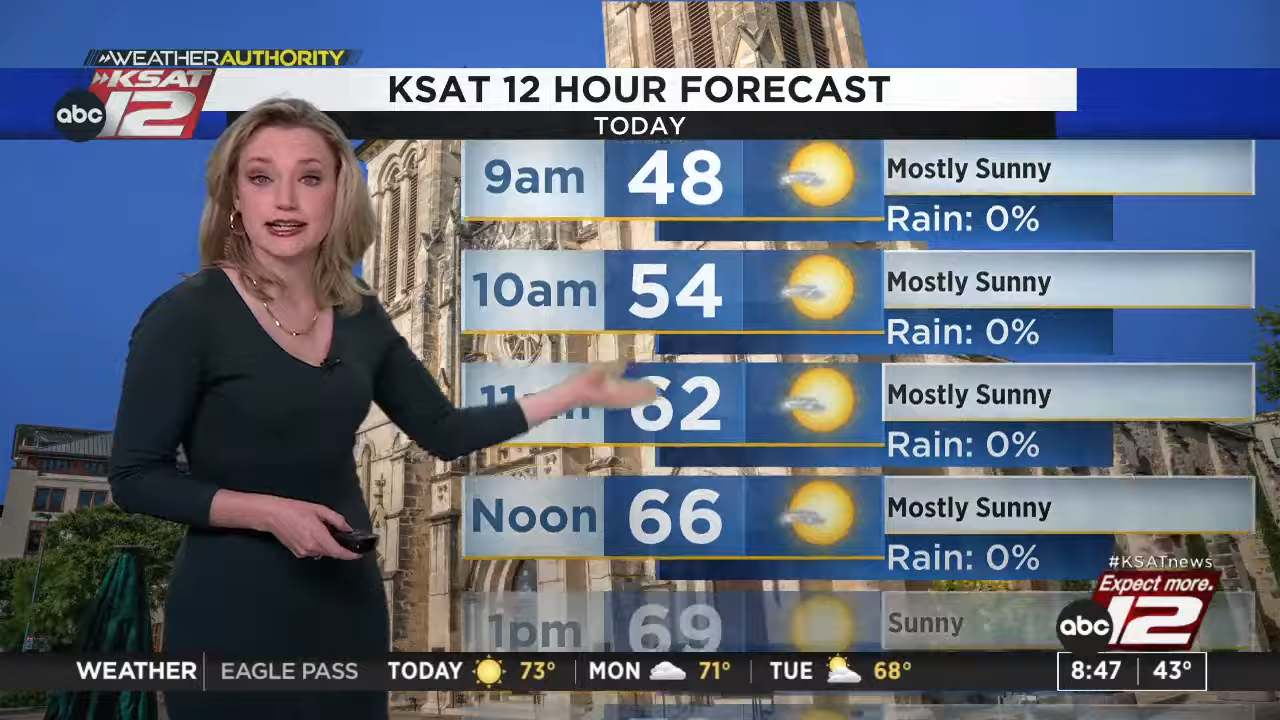 WEATHERAUTHORITY
KSAT
abc 12
KSAT 12 HOUR FORECAST
TODAY
9am 48 Mostly Sunny
Rain: 0%
10am 54 Mostly Sunny
Rain: 0%
11am 62 Mostly Sunny
Rain: 0%
Noon 66 Mostly Sunny
Rain: 0%
1pm 69 Sunny
#KSATnews
Expect more.
abc 12
WEATHER EAGLE PASS TODAY 73° MON 71° TUE 68° 8:47 43°